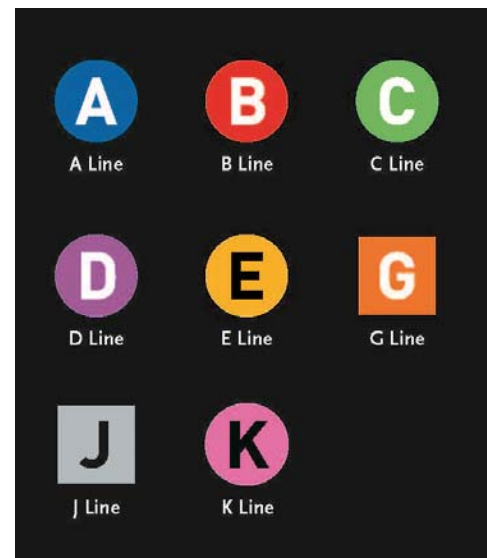 A B C
A Line B Line C Line
D E G
D Line E Line G Line
J K
J Line K Line